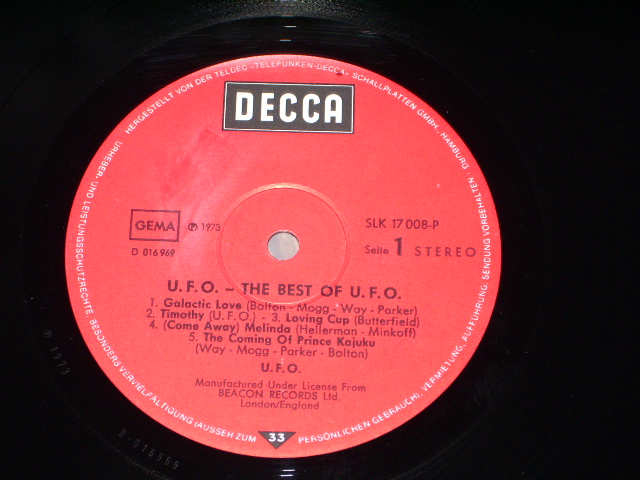 HERGESTELLT VON DER TELDEC »TELEFUNKEN-DECCA« SCHALLPLATTEN GMBH., HAMBURG
URHEBER- UND LEISTUNGSSCHUTZRECHTE, BESONDERS VERVIELFÄLTIGUNG (AUSSER ZUM PERSÖNLICHEN GEBRAUCH), VERMIETUNG, AUFFÜHRUNG, SENDUNG VORBEHALTEN
DECCA
GEMA ℗ 1973 SLK 17 008-P
D 016969 Seite 1 STEREO
U.F.O. – THE BEST OF U.F.O.
1. Galactic Love (Bolton - Mogg - Way - Parker)
2. Timothy (U.F.O.) - 3. Loving Cup (Butterfield)
4. (Come Away) Melinda (Hellerman - Minkoff)
5. The Coming Of Prince Kajuku
(Way - Mogg - Parker - Bolton)
U.F.O.
Manufactured Under License From
BEACON RECORDS Ltd.
London/England
33
℗ 1973
D-016969